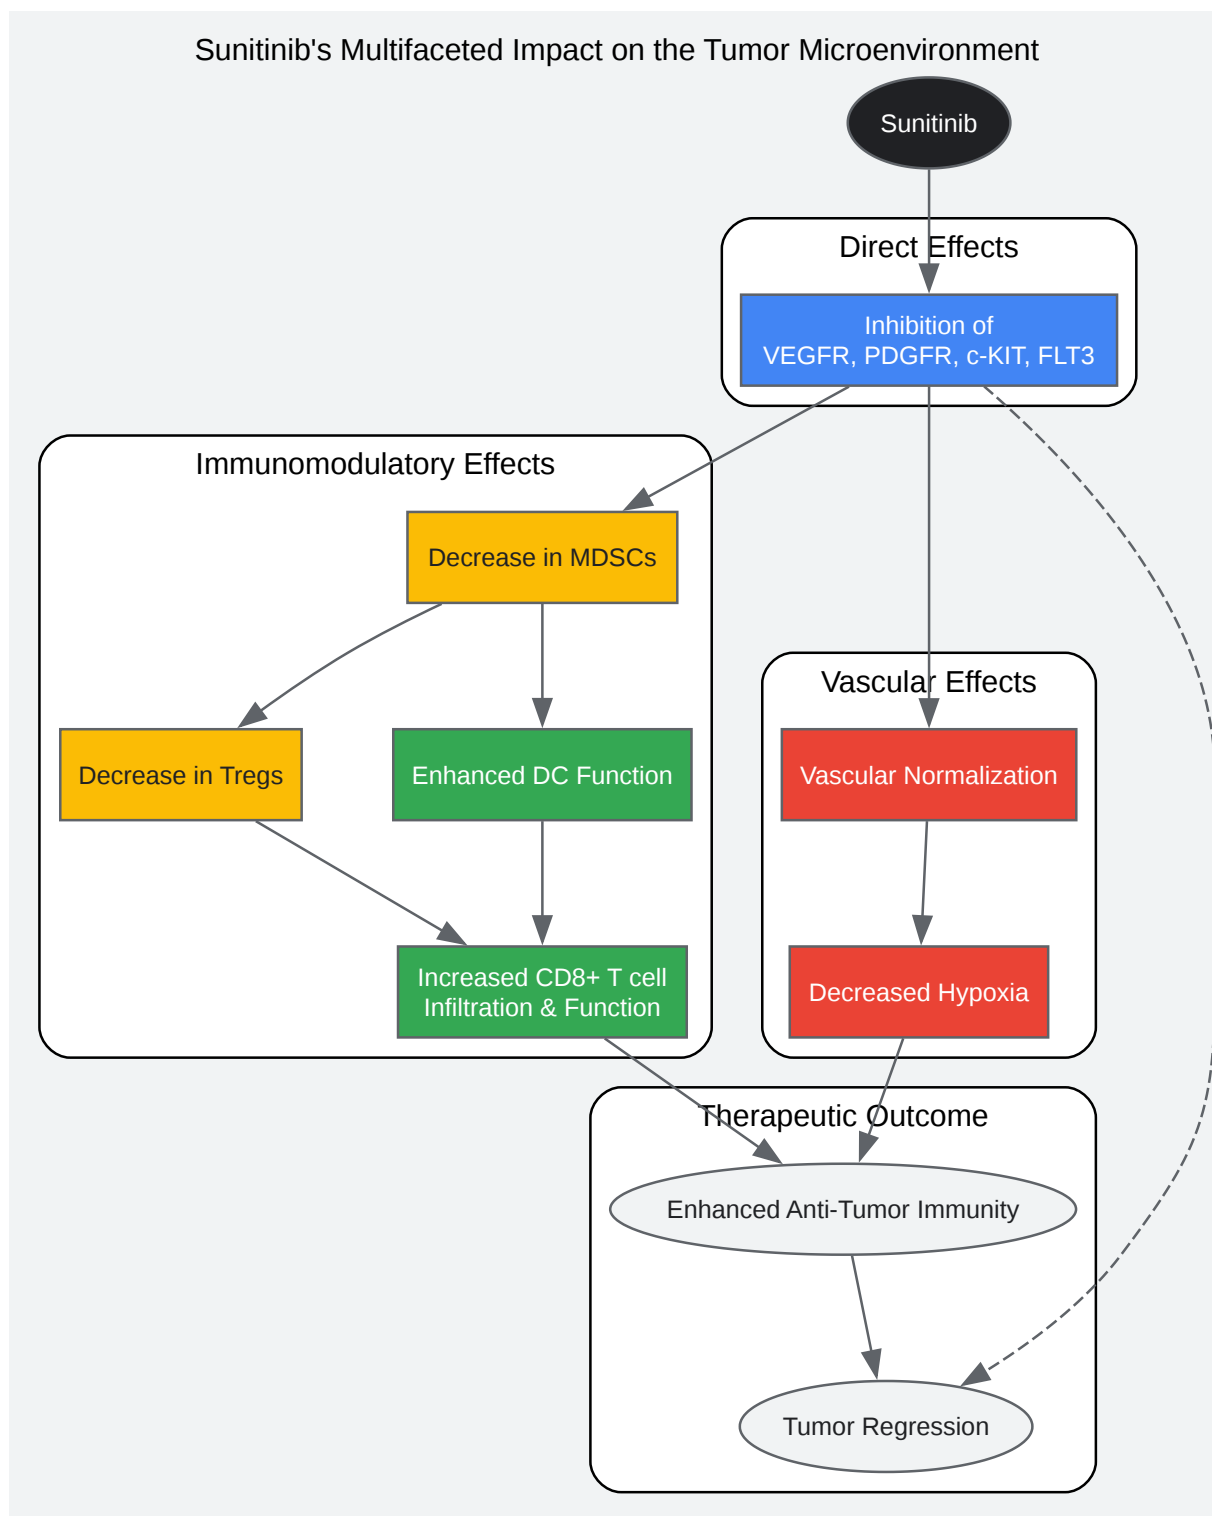 Sunitinib's Multifaceted Impact on the Tumor Microenvironment
Sunitinib
Direct Effects
Inhibition of
VEGFR, PDGFR, c-KIT, FLT3
Immunomodulatory Effects
Decrease in MDSCs
Decrease in Tregs
Enhanced DC Function
Increased CD8+ T cell
Infiltration & Function
Vascular Effects
Vascular Normalization
Decreased Hypoxia
Therapeutic Outcome
Enhanced Anti-Tumor Immunity
Tumor Regression